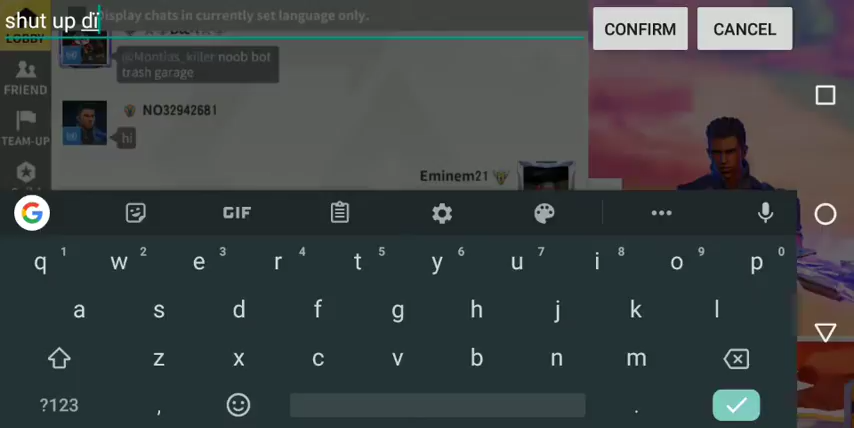 shut up di
Display chats in currently set language only.
CONFIRM
CANCEL
LOBBY
@Montias_killer noob bot
trash garage
FRIEND
NO32942681
hi
TEAM-UP
Eminem21
GIF
q 1 w 2 e 3 r 4 t 5 y 6 u 7 i 8 o 9 p 0
a s d f g h j k l
z x c v b n m
?123 , .